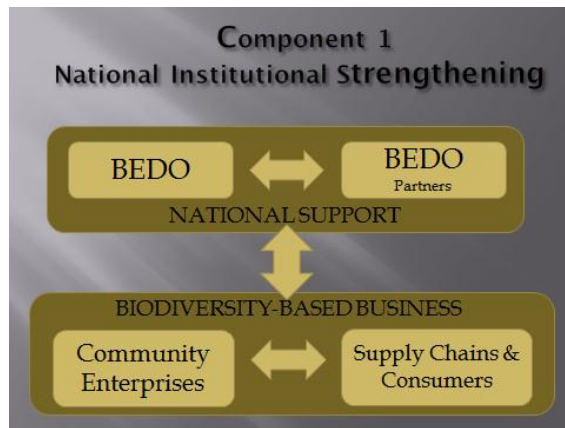 Component 1
National Institutional Strengthening
BEDO
BEDO
Partners
NATIONAL SUPPORT
BIODIVERSITY-BASED BUSINESS
Community
Enterprises
Supply Chains &
Consumers